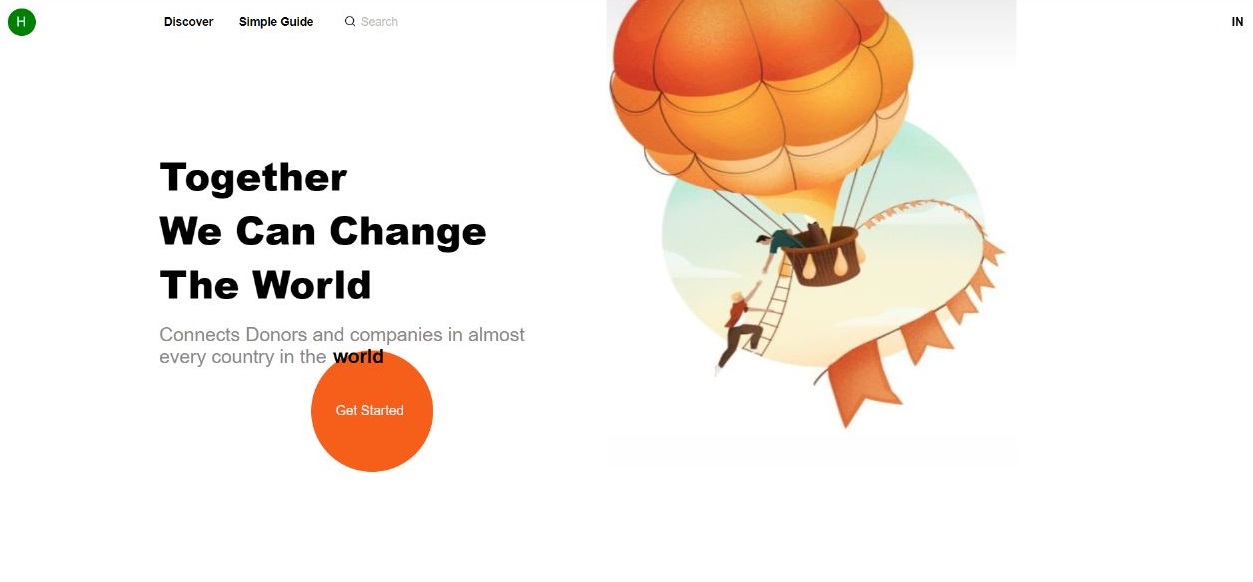 H
Discover
Simple Guide
Search
IN
Together
We Can Change
The World
Connects Donors and companies in almost
every country in the world
Get Started